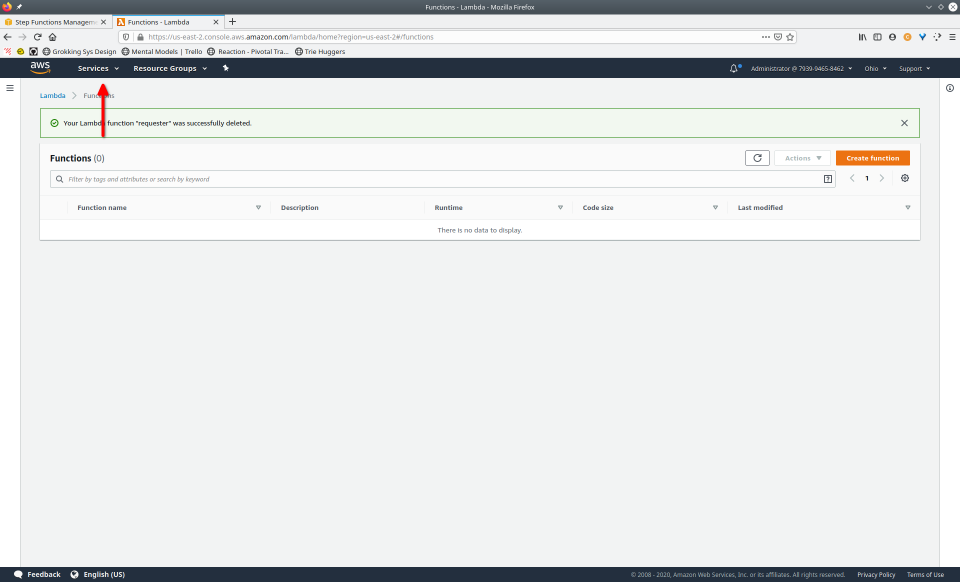 Functions - Lambda - Mozilla Firefox
Step Functions Managem
Functions - Lambda
https://us-east-2.console.aws.amazon.com/lambda/home?region=us-east-2#/functions
Grokking Sys Design Mental Models | Trello Reaction - Pivotal Tra... Trie Huggers
aws Services Resource Groups Administrator @ 7939-9465-8462 Ohio Support
Lambda Functions
Your Lambda function "requester" was successfully deleted.
Functions (0) Actions Create function
Filter by tags and attributes or search by keyword 1
Function name Description Runtime Code size Last modified
There is no data to display.
Feedback English (US) © 2008 - 2020, Amazon Web Services, Inc. or its affiliates. All rights reserved. Privacy Policy Terms of Use